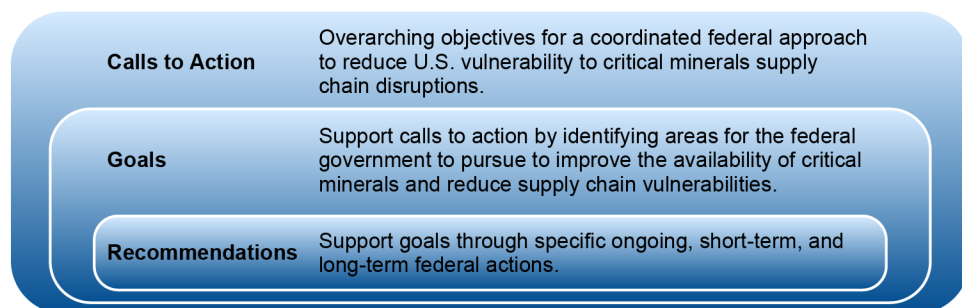 Calls to Action
Overarching objectives for a coordinated federal approach
to reduce U.S. vulnerability to critical minerals supply
chain disruptions.
Goals
Support calls to action by identifying areas for the federal
government to pursue to improve the availability of critical
minerals and reduce supply chain vulnerabilities.
Recommendations
Support goals through specific ongoing, short-term, and
long-term federal actions.